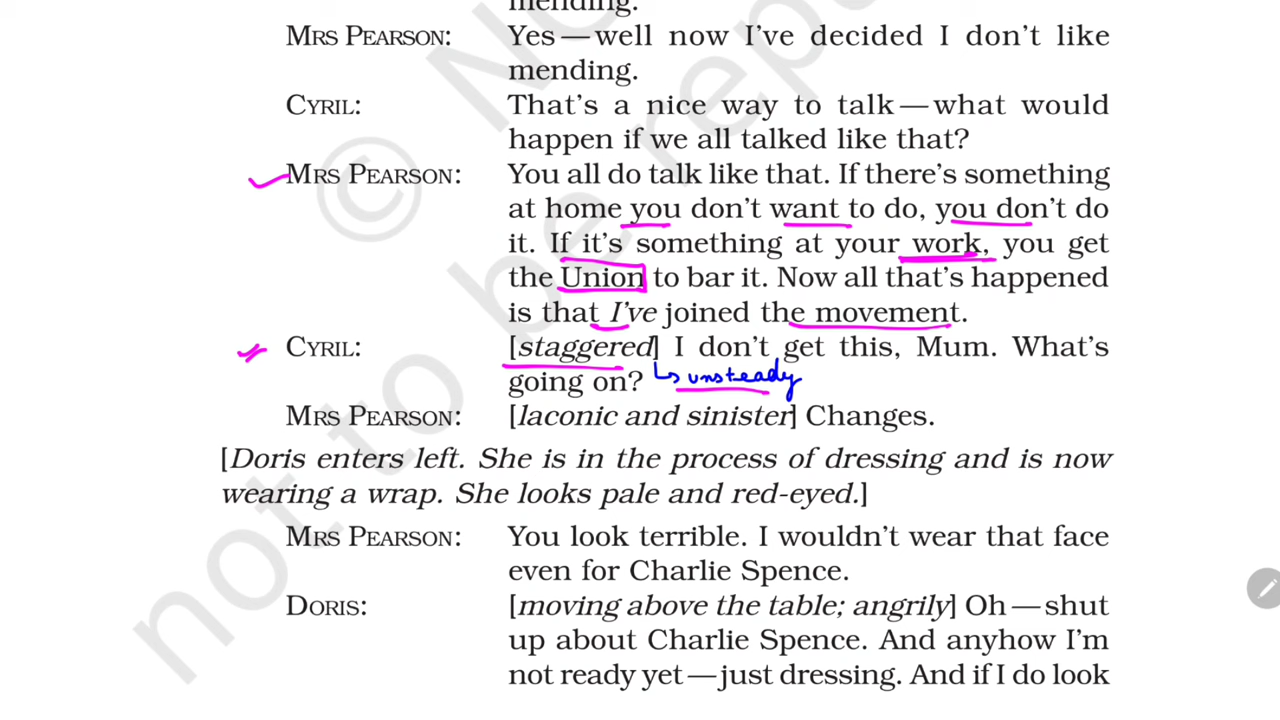 mending.
MRS PEARSON: Yes—well now I've decided I don't like
mending.
CYRIL: That's a nice way to talk—what would
happen if we all talked like that?
MRS PEARSON: You all do talk like that. If there's something
at home you don't want to do, you don't do
it. If it's something at your work, you get
the Union to bar it. Now all that's happened
is that I've joined the movement.
CYRIL: [staggered] I don't get this, Mum. What's
going on? ↳ unsteady
MRS PEARSON: [laconic and sinister] Changes.
[Doris enters left. She is in the process of dressing and is now
wearing a wrap. She looks pale and red-eyed.]
MRS PEARSON: You look terrible. I wouldn't wear that face
even for Charlie Spence.
DORIS: [moving above the table; angrily] Oh—shut
up about Charlie Spence. And anyhow I'm
not ready yet—just dressing. And if I do look
© N
not to be rep